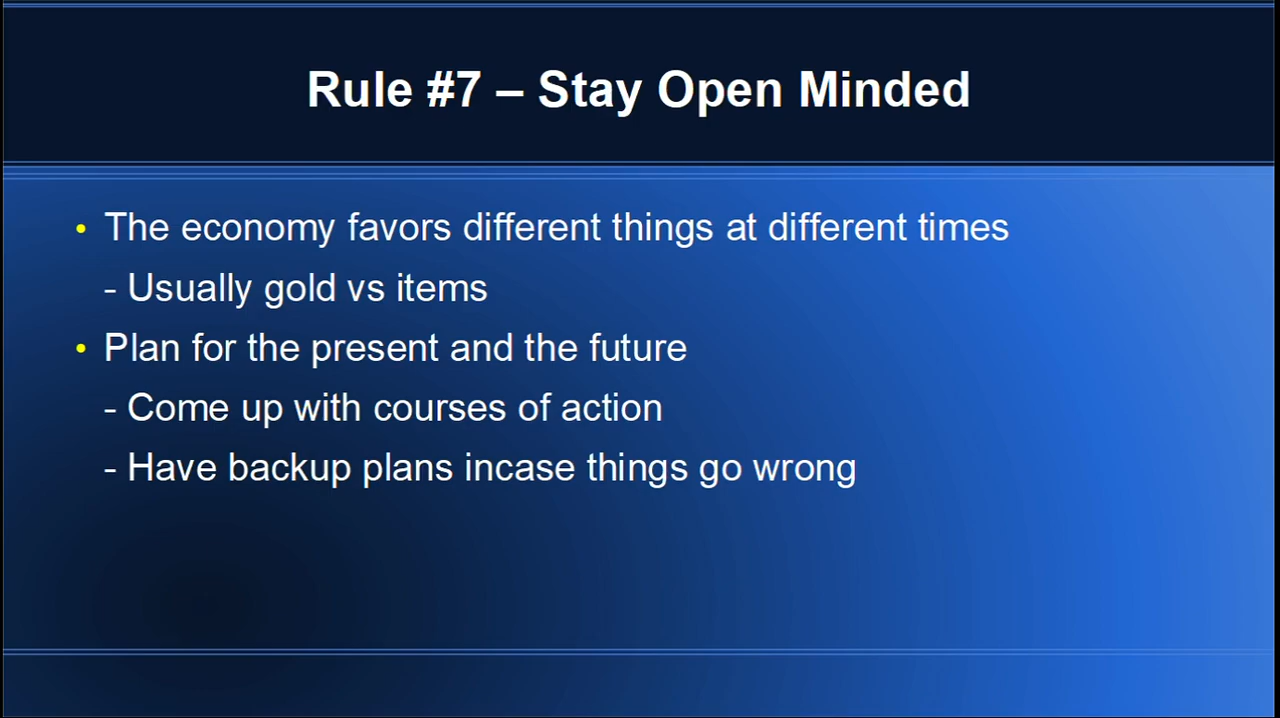 Rule #7 – Stay Open Minded
• The economy favors different things at different times
- Usually gold vs items
• Plan for the present and the future
- Come up with courses of action
- Have backup plans incase things go wrong